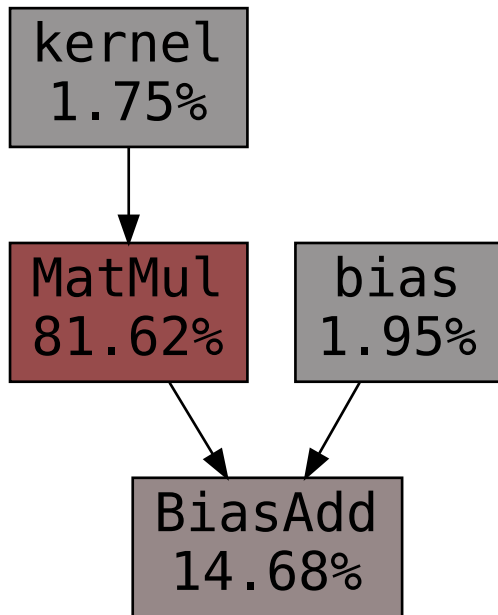 kernel
1.75%
MatMul
81.62%
bias
1.95%
BiasAdd
14.68%